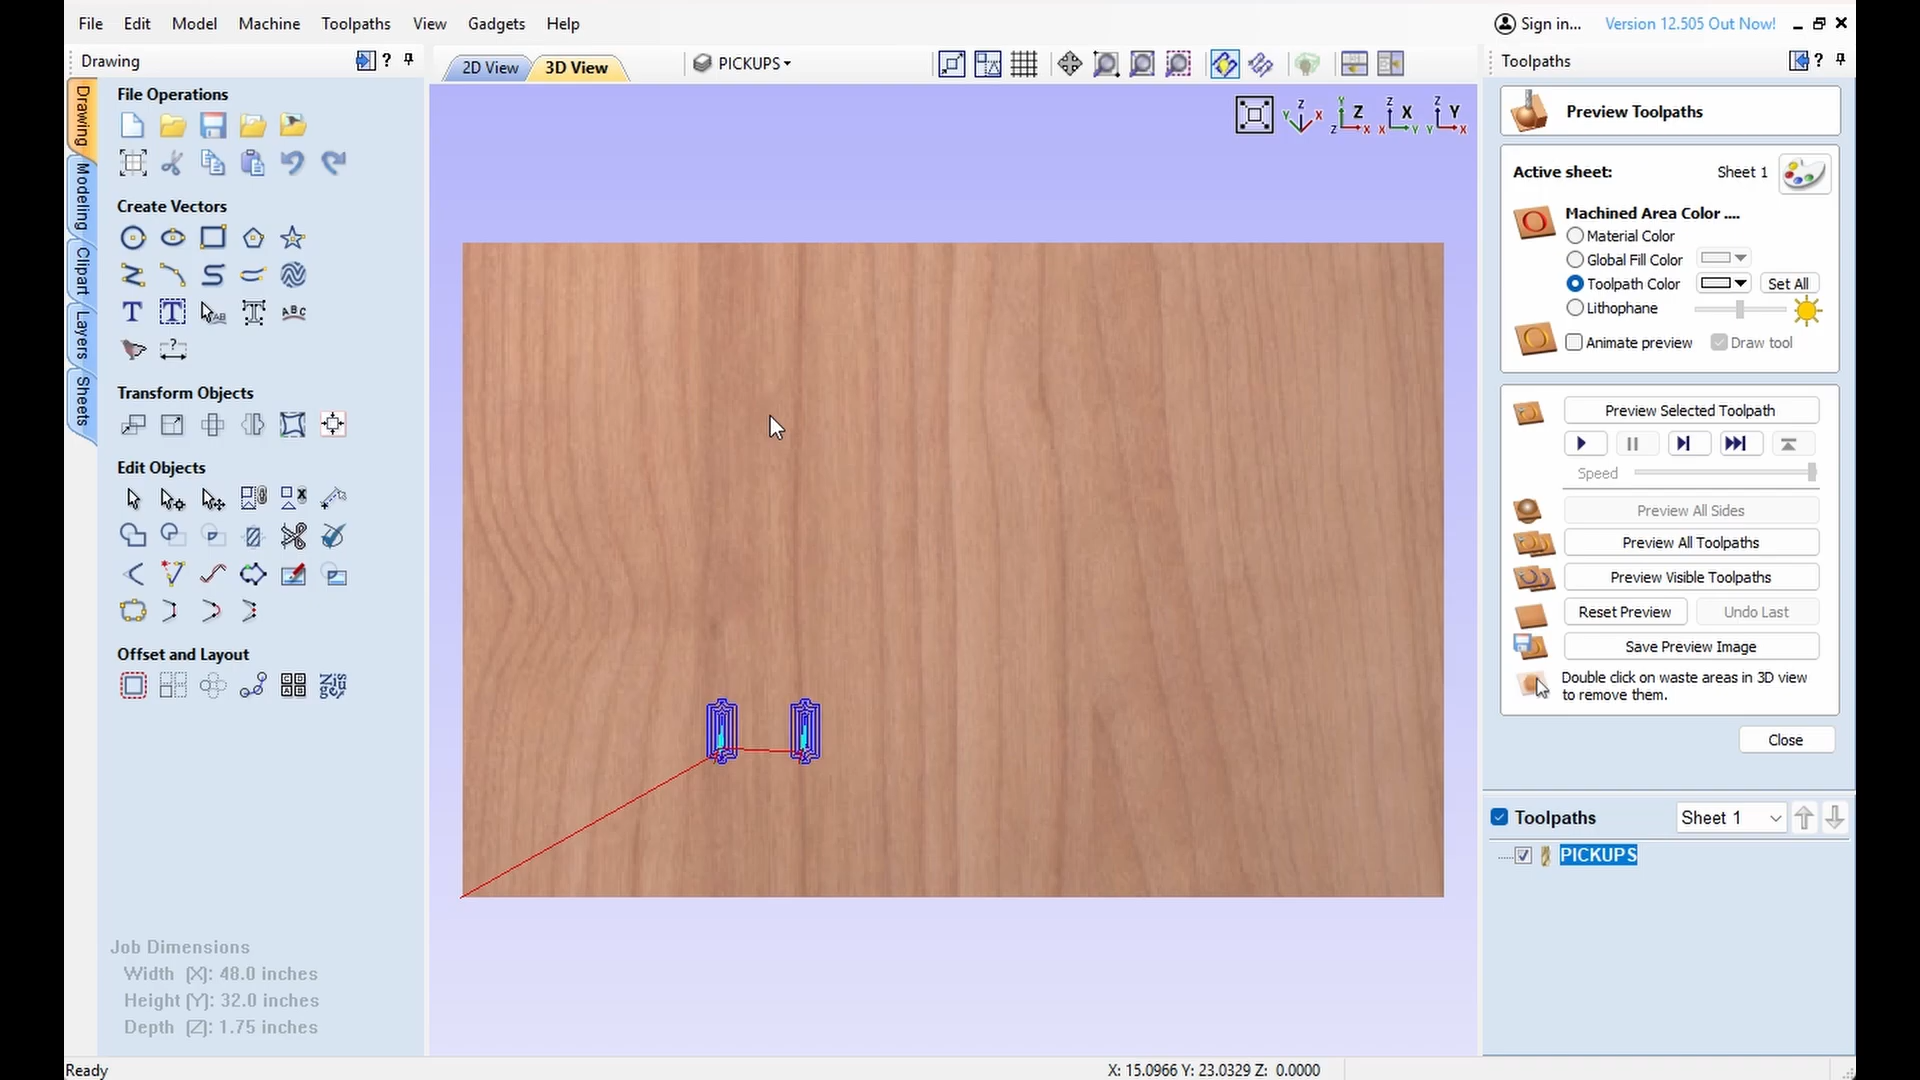 File Edit Model Machine Toolpaths View Gadgets Help
Sign in... Version 12.505 Out Now!
Drawing
?
2D View
3D View
PICKUPS
Toolpaths
?
Drawing
Modeling
Clipart
Layers
Sheets
File Operations
Create Vectors
Transform Objects
Edit Objects
Offset and Layout
Job Dimensions
Width (X): 48.0 inches
Height (Y): 32.0 inches
Depth (Z): 1.75 inches
Ready
X: 15.0966 Y: 23.0329 Z: 0.0000
Preview Toolpaths
Active sheet: Sheet 1
Machined Area Color ....
Material Color
Global Fill Color
Toolpath Color
Set All
Lithophane
Animate preview
Draw tool
Preview Selected Toolpath
Speed
Preview All Sides
Preview All Toolpaths
Preview Visible Toolpaths
Reset Preview
Undo Last
Save Preview Image
Double click on waste areas in 3D view
to remove them.
Close
Toolpaths
Sheet 1
PICKUPS